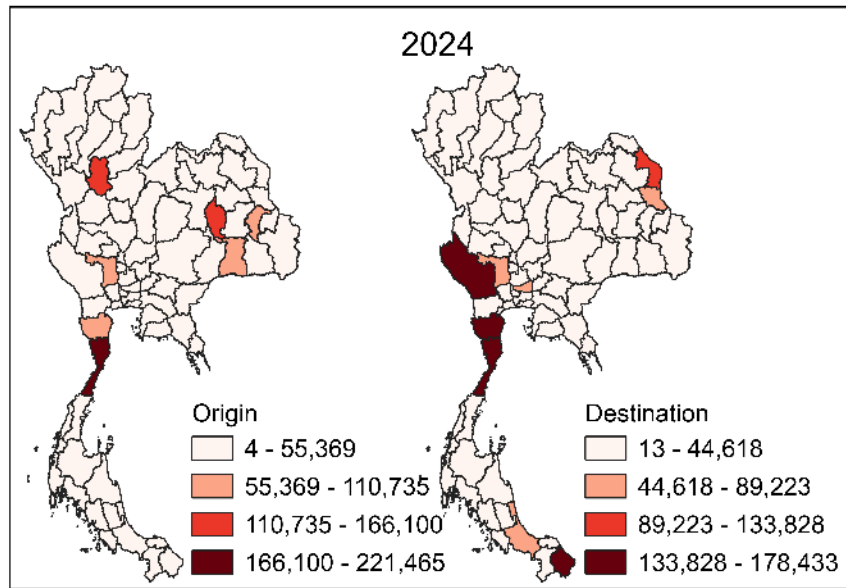 2024
Origin
4 - 55,369
55,369 - 110,735
110,735 - 166,100
166,100 - 221,465
Destination
13 - 44,618
44,618 - 89,223
89,223 - 133,828
133,828 - 178,433